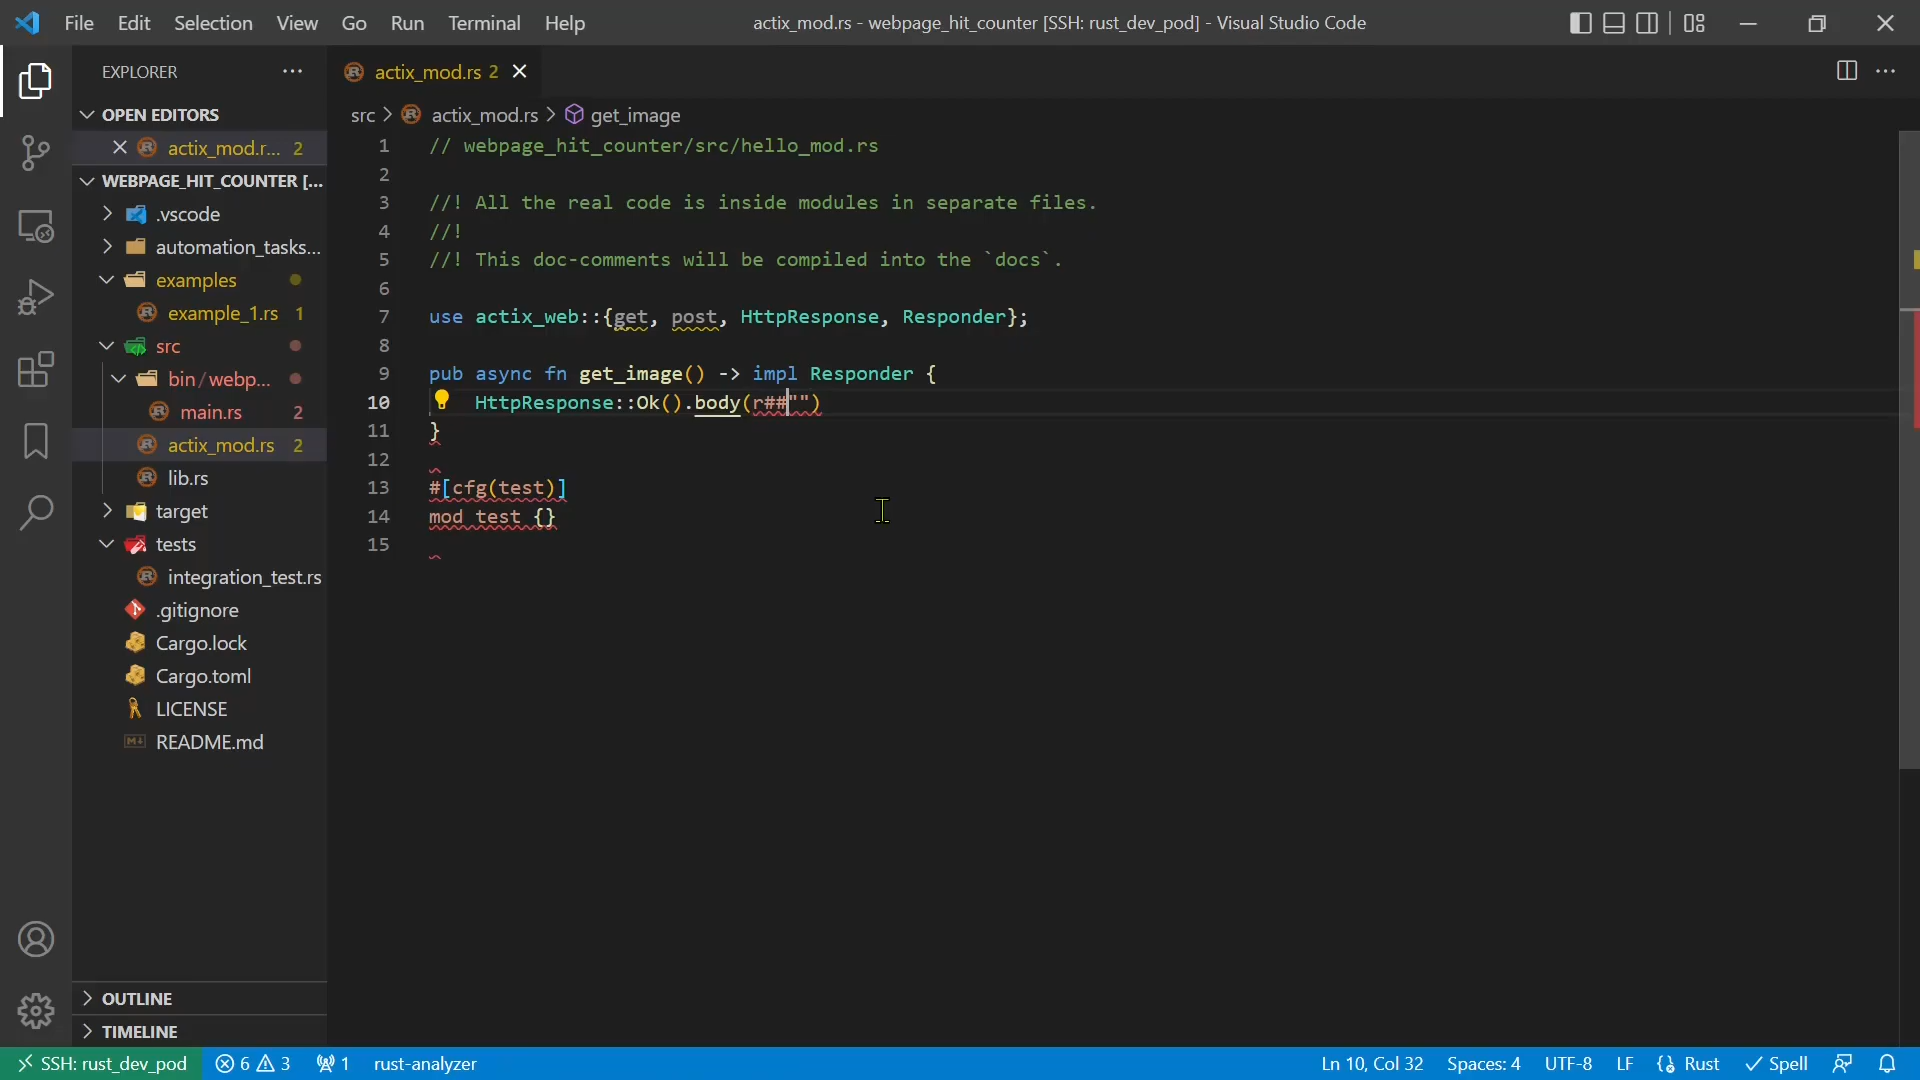 File Edit Selection View Go Run Terminal Help
actix_mod.rs - webpage_hit_counter [SSH: rust_dev_pod] - Visual Studio Code
EXPLORER
OPEN EDITORS
actix_mod.r... 2
WEBPAGE_HIT_COUNTER [...
.vscode
automation_tasks...
examples
example_1.rs 1
src
bin/webp...
main.rs 2
actix_mod.rs 2
lib.rs
target
tests
integration_test.rs
.gitignore
Cargo.lock
Cargo.toml
LICENSE
README.md
OUTLINE
TIMELINE
actix_mod.rs 2
src > actix_mod.rs > get_image
1 // webpage_hit_counter/src/hello_mod.rs
2
3 //! All the real code is inside modules in separate files.
4 //!
5 //! This doc-comments will be compiled into the `docs`.
6
7 use actix_web::{get, post, HttpResponse, Responder};
8
9 pub async fn get_image() -> impl Responder {
10 HttpResponse::Ok().body(r##"")
11 }
12
13 #[cfg(test)]
14 mod test {}
15
SSH: rust_dev_pod 6 3 1 rust-analyzer Ln 10, Col 32 Spaces: 4 UTF-8 LF Rust Spell